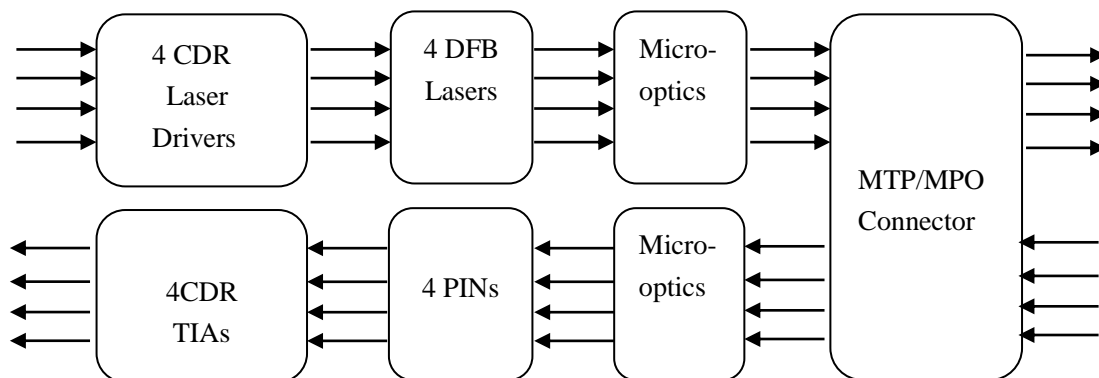 4 CDR
Laser
Drivers
4 DFB
Lasers
Micro-
optics
MTP/MPO
Connector
4CDR
TIAs
4 PINs
Micro-
optics